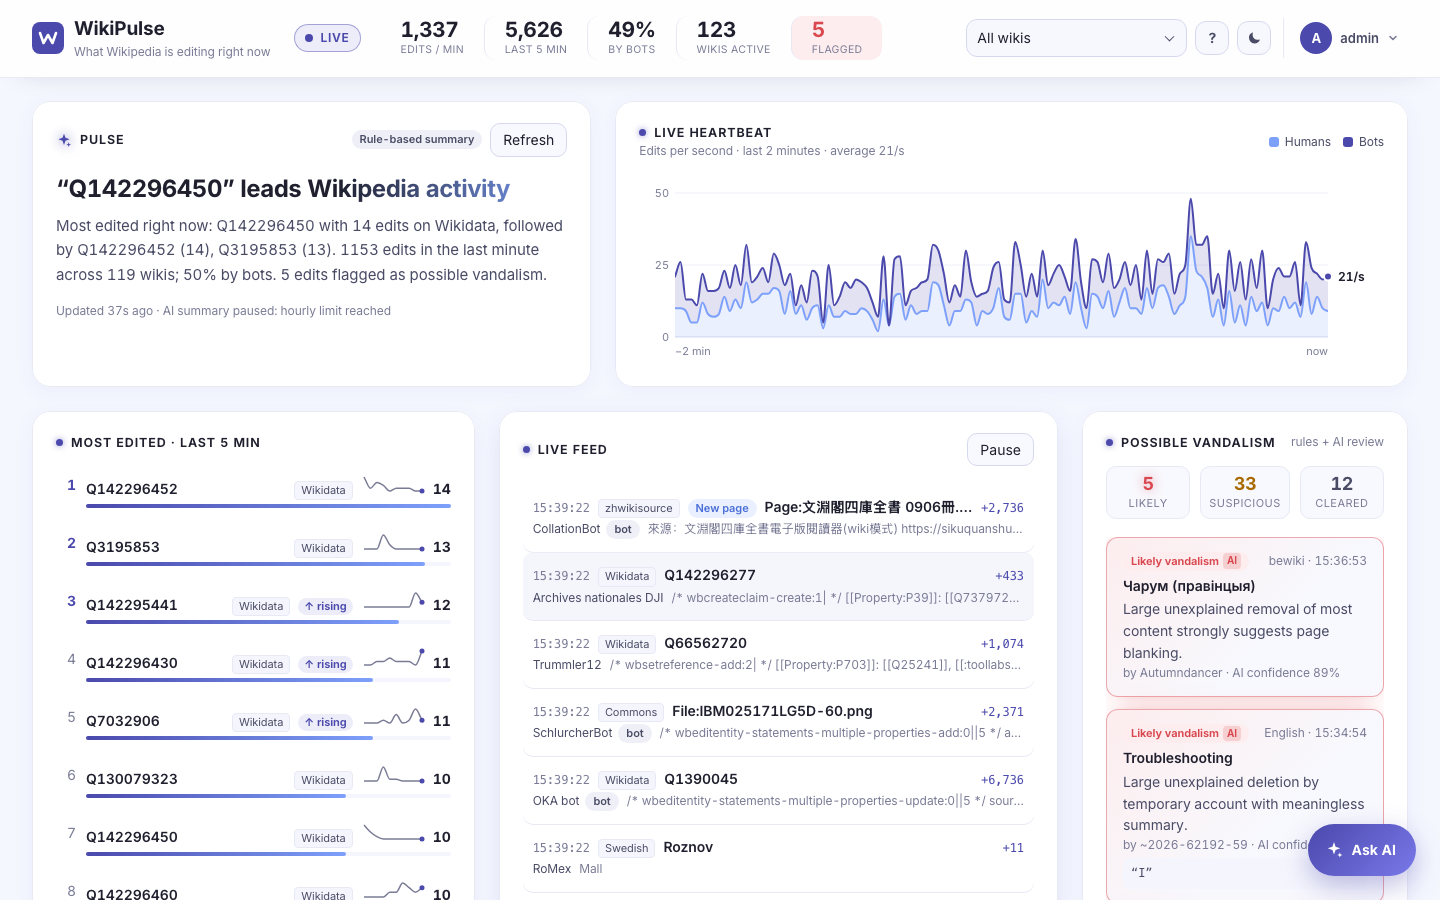 WikiPulse
What Wikipedia is editing right now
LIVE
1,337
EDITS / MIN
5,626
LAST 5 MIN
49%
BY BOTS
123
WIKIS ACTIVE
5
FLAGGED
All wikis
?
A
admin
PULSE
Rule-based summary
Refresh
“Q142296450” leads Wikipedia activity
Most edited right now: Q142296450 with 14 edits on Wikidata, followed
by Q142296452 (14), Q3195853 (13). 1153 edits in the last minute
across 119 wikis; 50% by bots. 5 edits flagged as possible vandalism.
Updated 37s ago · AI summary paused: hourly limit reached
LIVE HEARTBEAT
Edits per second · last 2 minutes · average 21/s
Humans
Bots
50
25
0
21/s
−2 min
now
MOST EDITED · LAST 5 MIN
1 Q142296452 Wikidata 14
2 Q3195853 Wikidata 13
3 Q142295441 Wikidata ↑ rising 12
4 Q142296430 Wikidata ↑ rising 11
5 Q7032906 Wikidata ↑ rising 11
6 Q130079323 Wikidata 10
7 Q142296450 Wikidata 10
8 Q142296460 Wikidata 10
LIVE FEED
Pause
15:39:22 zhwikisource New page Page:文淵閣四庫全書 0906冊.… +2,736
CollationBot bot 來源：文淵閣四庫全書電子版閱讀器(wiki模式) https://sikuquanshu…
15:39:22 Wikidata Q142296277 +433
Archives nationales DJI /* wbcreateclaim-create:1| */ [[Property:P39]]: [[Q737972…
15:39:22 Wikidata Q66562720 +1,074
Trummler12 /* wbsetreference-add:2| */ [[Property:P703]]: [[Q25241]], [[:toollabs…
15:39:22 Commons File:IBM025171LG5D-60.png +2,371
SchlurcherBot bot /* wbeditentity-statements-multiple-properties-add:0||5 */ a…
15:39:22 Wikidata Q1390045 +6,736
OKA bot bot /* wbeditentity-statements-multiple-properties-update:0||5 */ sour…
15:39:22 Swedish Roznov +11
RoMex Mall
POSSIBLE VANDALISM
rules + AI review
5
LIKELY
33
SUSPICIOUS
12
CLEARED
Likely vandalism AI bewiki · 15:36:53
Чарум (правінцыя)
Large unexplained removal of most
content strongly suggests page
blanking.
by Autumndancer · AI confidence 89%
Likely vandalism AI English · 15:34:54
Troubleshooting
Large unexplained deletion by
temporary account with meaningless
summary.
by ~2026-62192-59 · AI confid
“I”
Ask AI